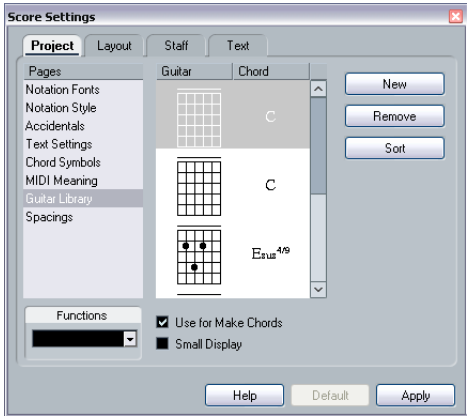 Score Settings
Project Layout Staff Text
Pages Guitar Chord
Notation Fonts
Notation Style
Accidentals
Text Settings
Chord Symbols
MIDI Meaning
Guitar Library
Spacings
C
C
Esus4/9
New
Remove
Sort
Functions
Use for Make Chords
Small Display
Help Default Apply